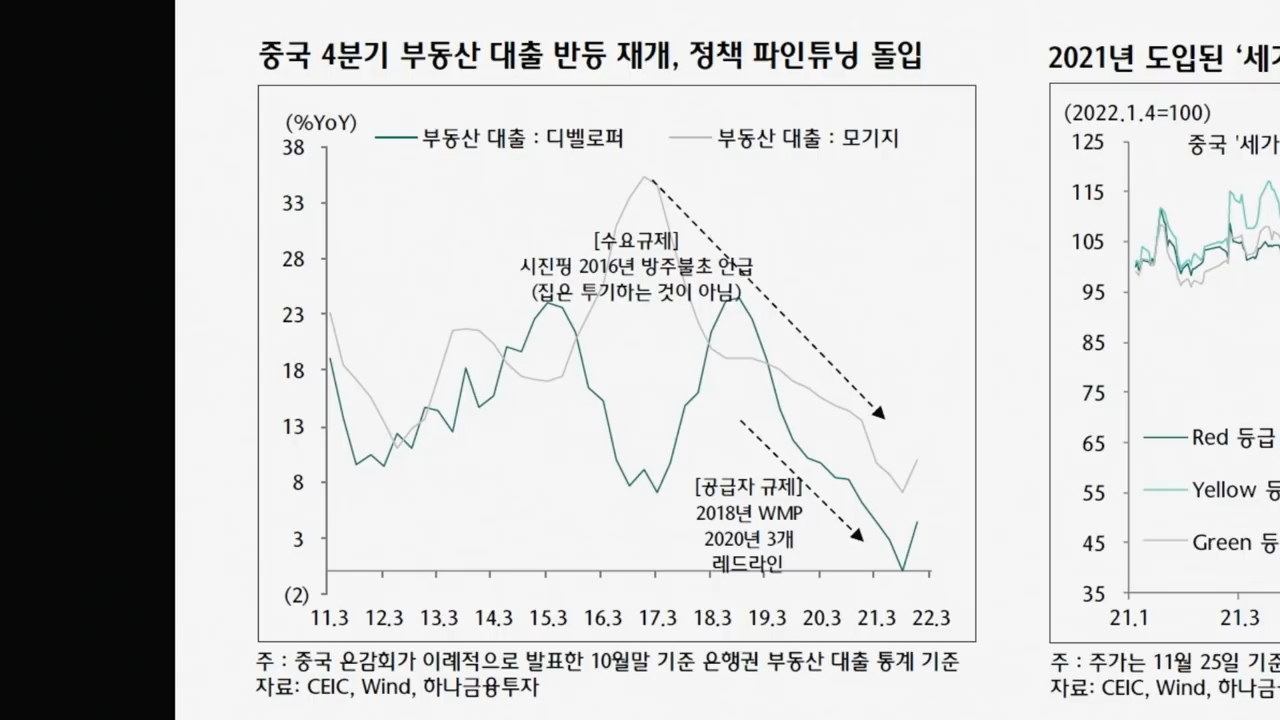 중국 4분기 부동산 대출 반등 재개, 정책 파인튜닝 돌입
(%YoY)
부동산 대출 : 디벨로퍼
부동산 대출 : 모기지
38
33
28
23
18
13
8
3
(2)
[수요규제]
시진핑 2016년 방주불초 언급
(집은 투기하는 것이 아님)
[공급자 규제]
2018년 WMP
2020년 3개
레드라인
11.3 12.3 13.3 14.3 15.3 16.3 17.3 18.3 19.3 20.3 21.3 22.3
주 : 중국 은감회가 이례적으로 발표한 10월말 기준 은행권 부동산 대출 통계 기준
자료: CEIC, Wind, 하나금융투자
2021년 도입된 ‘세
(2022.1.4=100)
중국 '세가
125
115
105
95
85
75
65
55
45
35
Red 등급
Yellow 등
Green 등
21.1 21.3
주 : 주가는 11월 25일 기준
자료: CEIC, Wind, 하나금